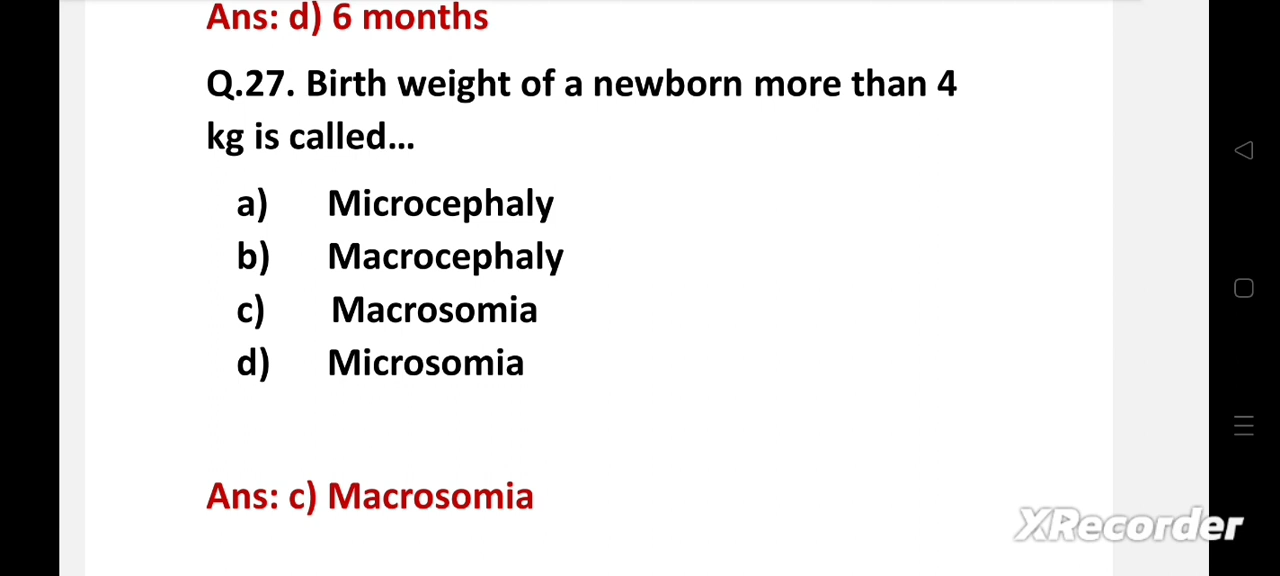 Ans: d) 6 months
Q.27. Birth weight of a newborn more than 4
kg is called...
a) Microcephaly
b) Macrocephaly
c) Macrosomia
d) Microsomia
Ans: c) Macrosomia
XRecorder